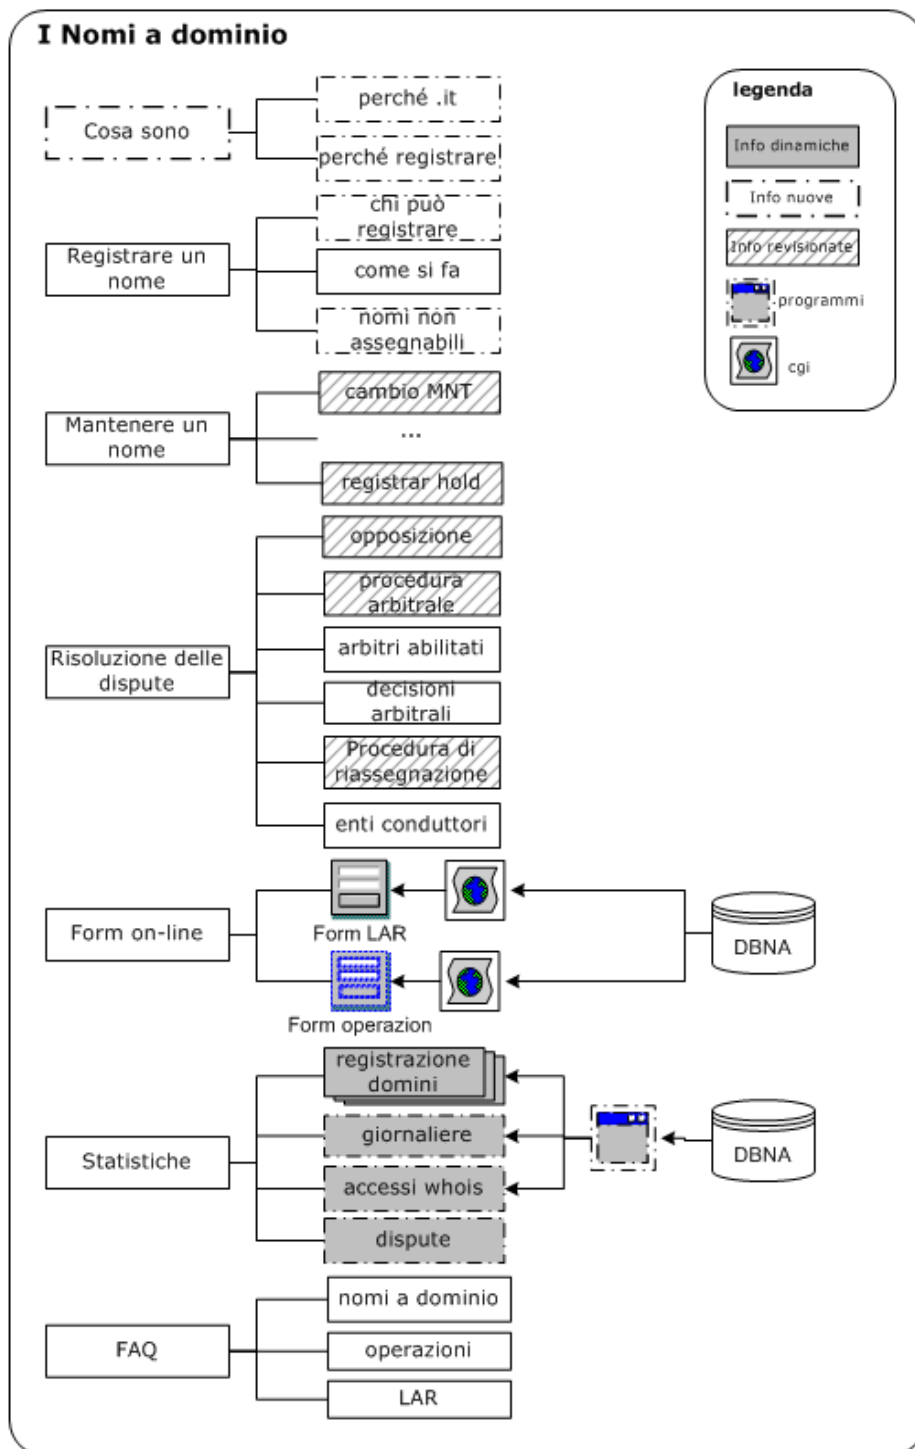 I Nomi a dominio
legenda
Info dinamiche
Info nuove
Info revisionate
programmi
cgi
Cosa sono
perché .it
perché registrare
Registrare un
nome
chi può
registrare
come si fa
nomi non
assegnabili
Mantenere un
nome
cambio MNT
...
registrar hold
Risoluzione delle
dispute
opposizione
procedura
arbitrale
arbitri abilitati
decisioni
arbitrali
Procedura di
riassegnazione
enti conduttori
Form on-line
Form LAR
Form operazion
DBNA
Statistiche
registrazione
domini
giornaliere
accessi whois
dispute
DBNA
FAQ
nomi a dominio
operazioni
LAR